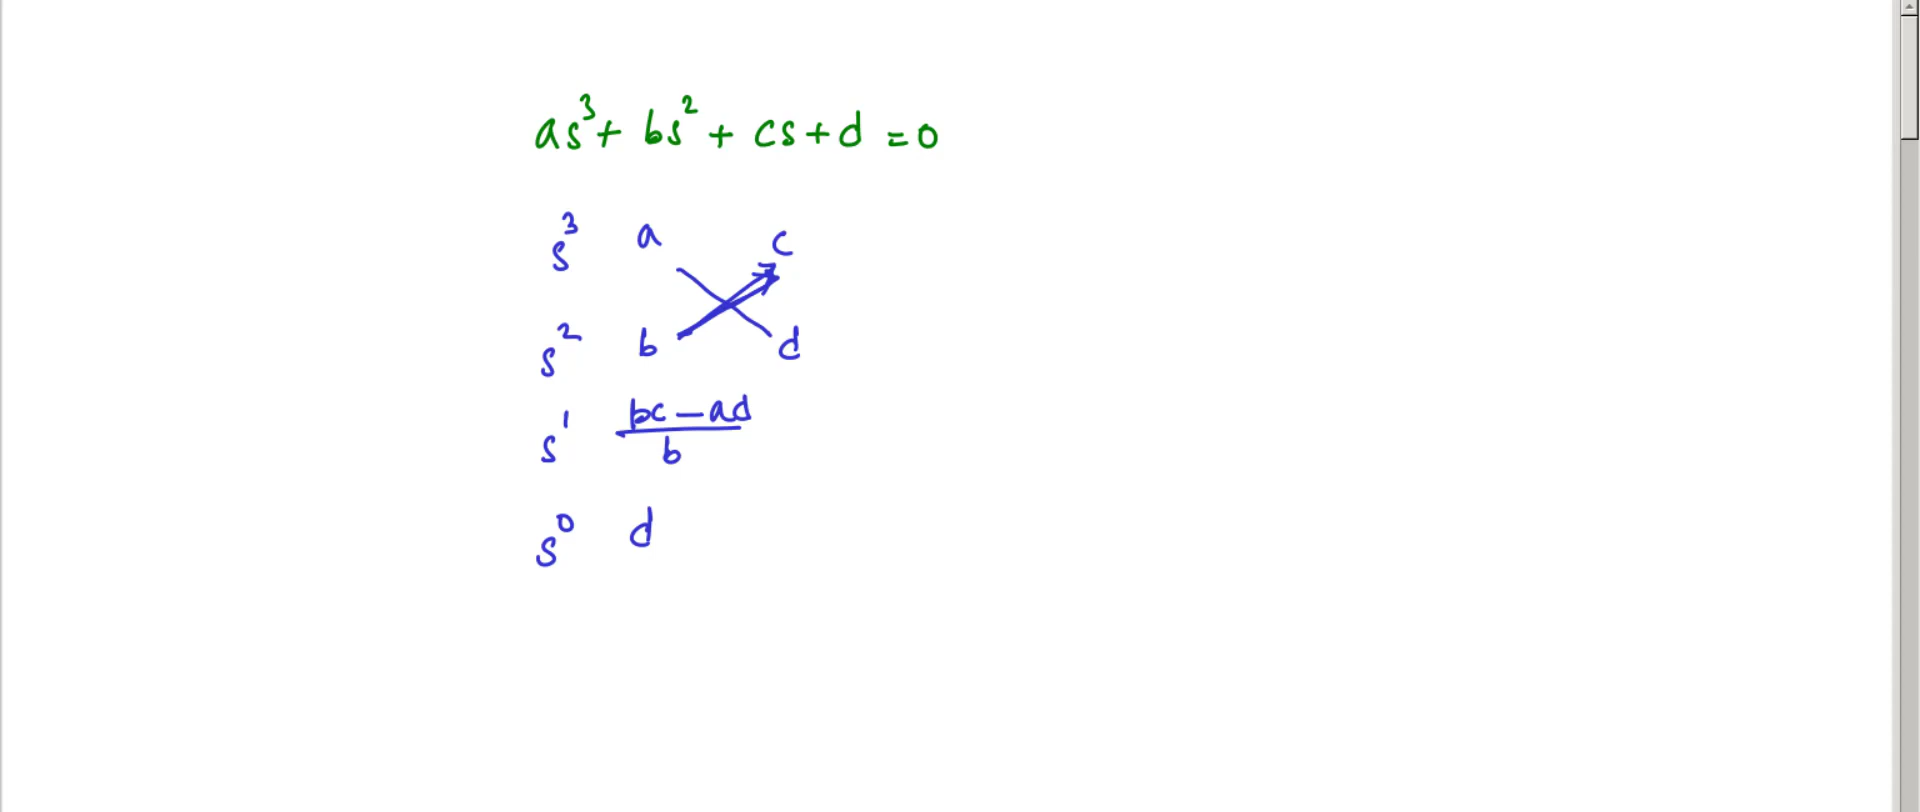 as³ + bs² + cs + d = 0
s³ a c
s² b d
s¹ bc – ad
b
s⁰ d